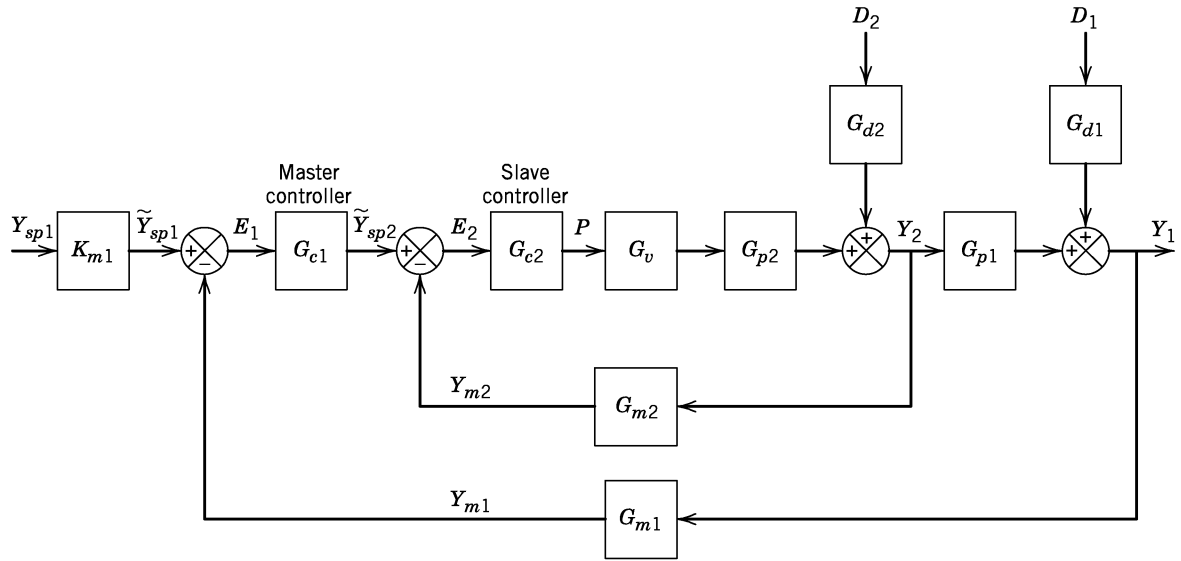 D2
D1
Gd2
Gd1
Master
controller
Slave
controller
Ysp1
Km1
Ỹsp1
+
−
E1
Gc1
Ỹsp2
+
−
E2
Gc2
P
Gv
Gp2
+
+
Y2
Gp1
+
+
Y1
Ym2
Gm2
Ym1
Gm1